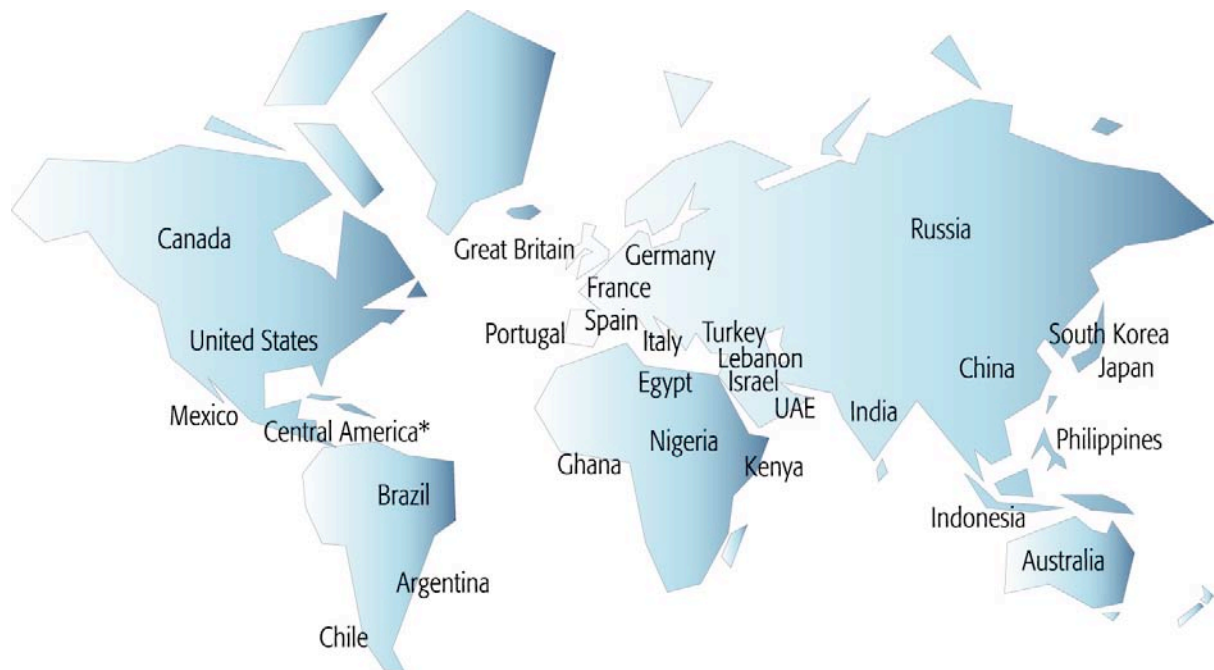 Canada
Russia
Great Britain
Germany
France
Spain
Portugal
United States
Italy
Turkey
South Korea
Lebanon
Japan
China
Egypt
Israel
UAE
India
Mexico
Central America*
Nigeria
Philippines
Ghana
Kenya
Brazil
Indonesia
Australia
Argentina
Chile